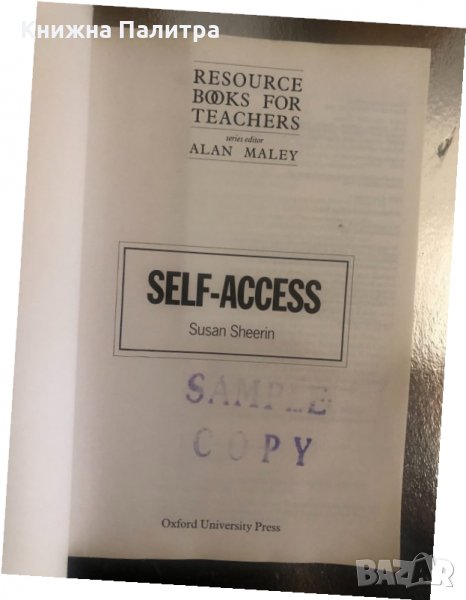 Книжна Палитра
RESOURCE
BOOKS FOR
TEACHERS
series editor
ALAN MALEY
SELF-ACCESS
Susan Sheerin
SAMPLE
COPY
Oxford University Press
BAZAR